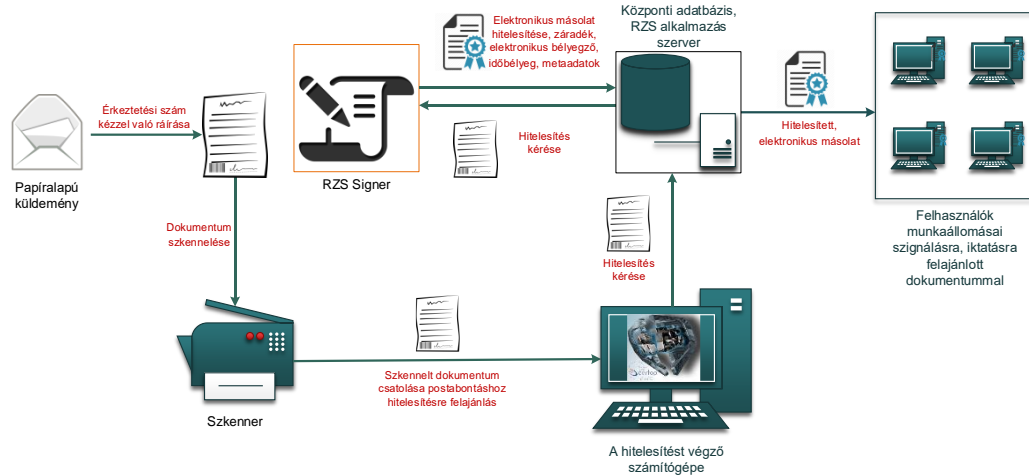 Központi adatbázis,
RZS alkalmazás
szerver
Elektronikus másolat
hitelesítése, záradék,
elektronikus bélyegző,
időbélyeg, metaadatok
Érkeztetési szám
kézzel való ráírása
Papíralapú
küldemény
RZS Signer
Hitelesítés
kérése
Hitelesített,
elektronikus másolat
Felhasználók
munkaállomásai
szignálásra, iktatásra
felajánlott
dokumentummal
Dokumentum
szkennelése
Hitelesítés
kérése
Szkennelt dokumentum
csatolása postabontáshoz
hitelesítésre felajánlás
Szkenner
A hitelesítést végző
számítógépe